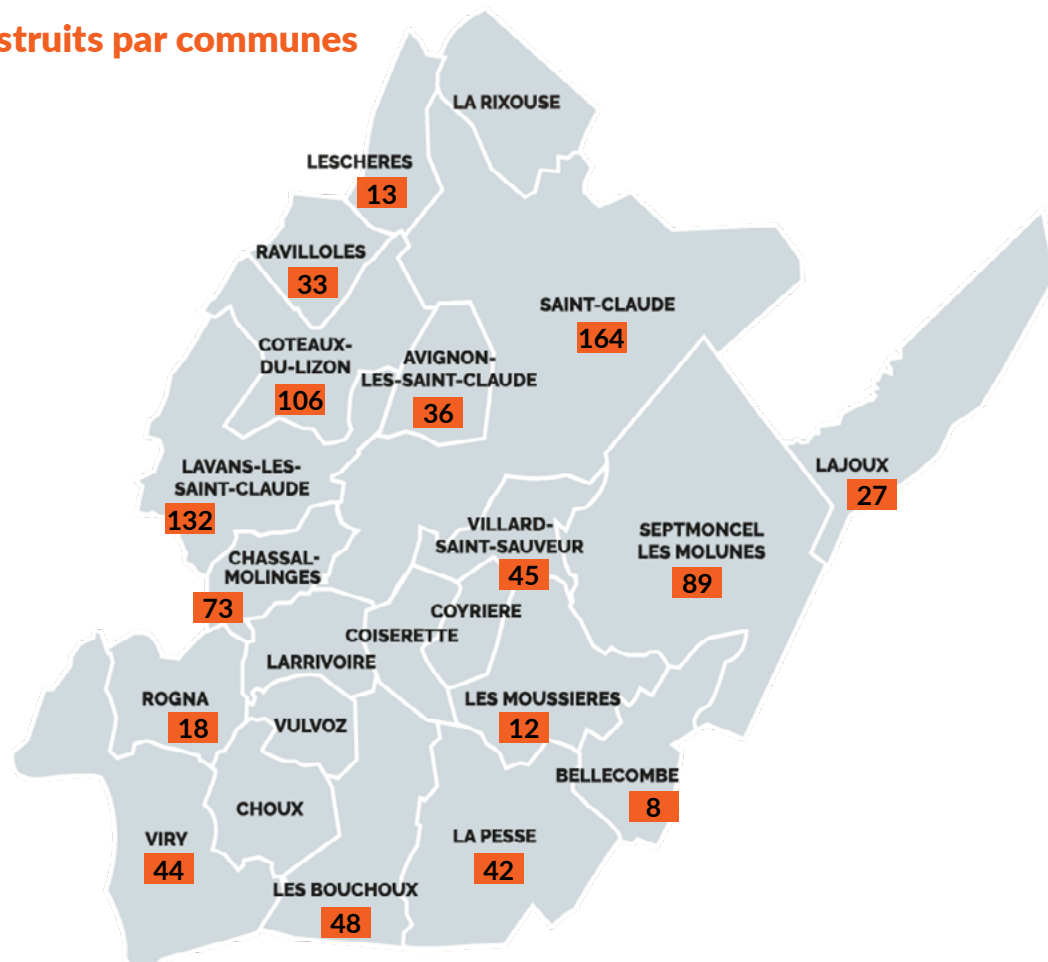 struits par communes
LA RIXOUSE
LESCHERES
13
RAVILLOLES
33
SAINT-CLAUDE
164
COTEAUX-
DU-LIZON
106
AVIGNON-
LES-SAINT-CLAUDE
36
LAJOUX
27
LAVANS-LES-
SAINT-CLAUDE
132
VILLARD-
SAINT-SAUVEUR
45
SEPTMONCEL
LES MOLUNES
89
CHASSAL-
MOLINGES
73
COYRIERE
COISERETTE
LARRIVOIRE
ROGNA
18
VULVOZ
LES MOUSSIERES
12
BELLECOMBE
8
CHOUX
VIRY
44
LA PESSE
42
LES BOUCHOUX
48